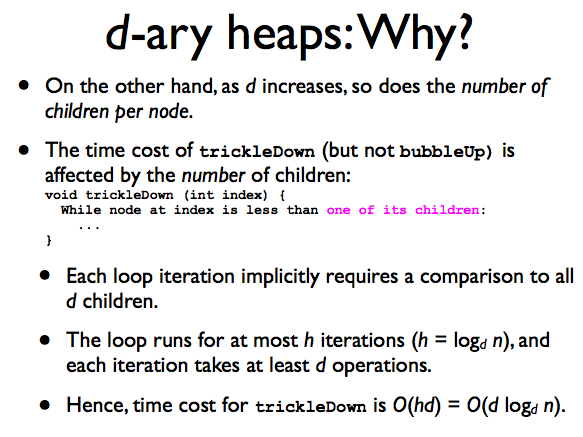 d-ary heaps: Why?
• On the other hand, as d increases, so does the number of
children per node.
• The time cost of trickleDown (but not bubbleUp) is
affected by the number of children:
void trickleDown (int index) {
While node at index is less than one of its children:
...
}
• Each loop iteration implicitly requires a comparison to all
d children.
• The loop runs for at most h iterations (h = logd n), and
each iteration takes at least d operations.
• Hence, time cost for trickleDown is O(hd) = O(d logd n).